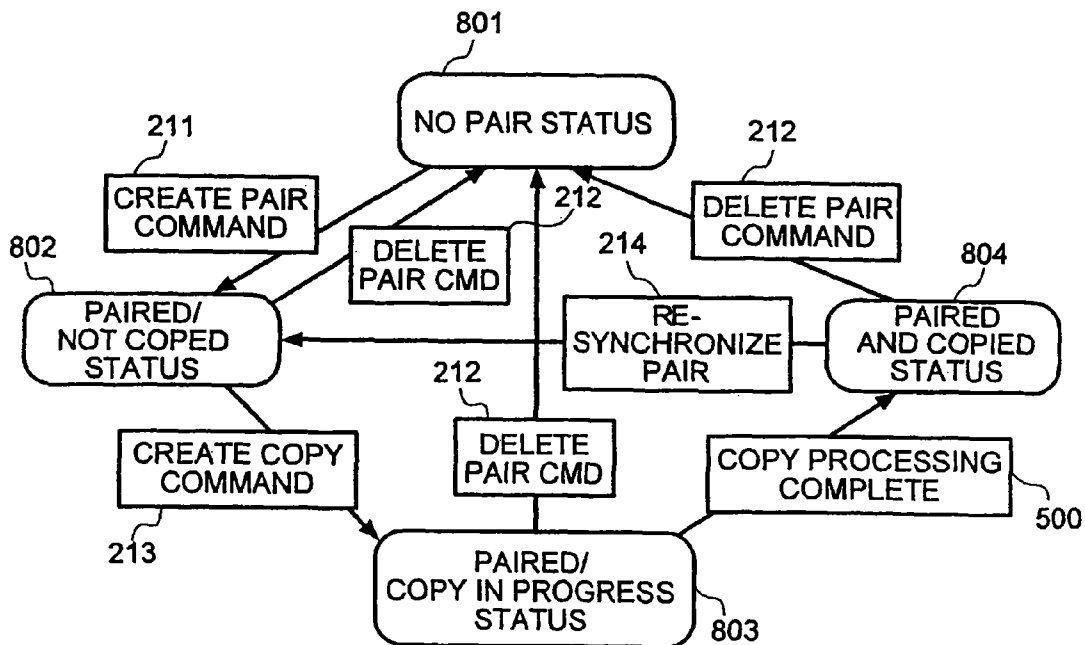 801
NO PAIR STATUS
211
CREATE PAIR
COMMAND
212
DELETE PAIR
COMMAND
212
DELETE
PAIR CMD
802
PAIRED/
NOT COPED
STATUS
214
RE-
SYNCHRONIZE
PAIR
804
PAIRED
AND COPIED
STATUS
212
DELETE
PAIR CMD
CREATE COPY
COMMAND
213
COPY PROCESSING
COMPLETE
500
PAIRED/
COPY IN PROGRESS
STATUS
803